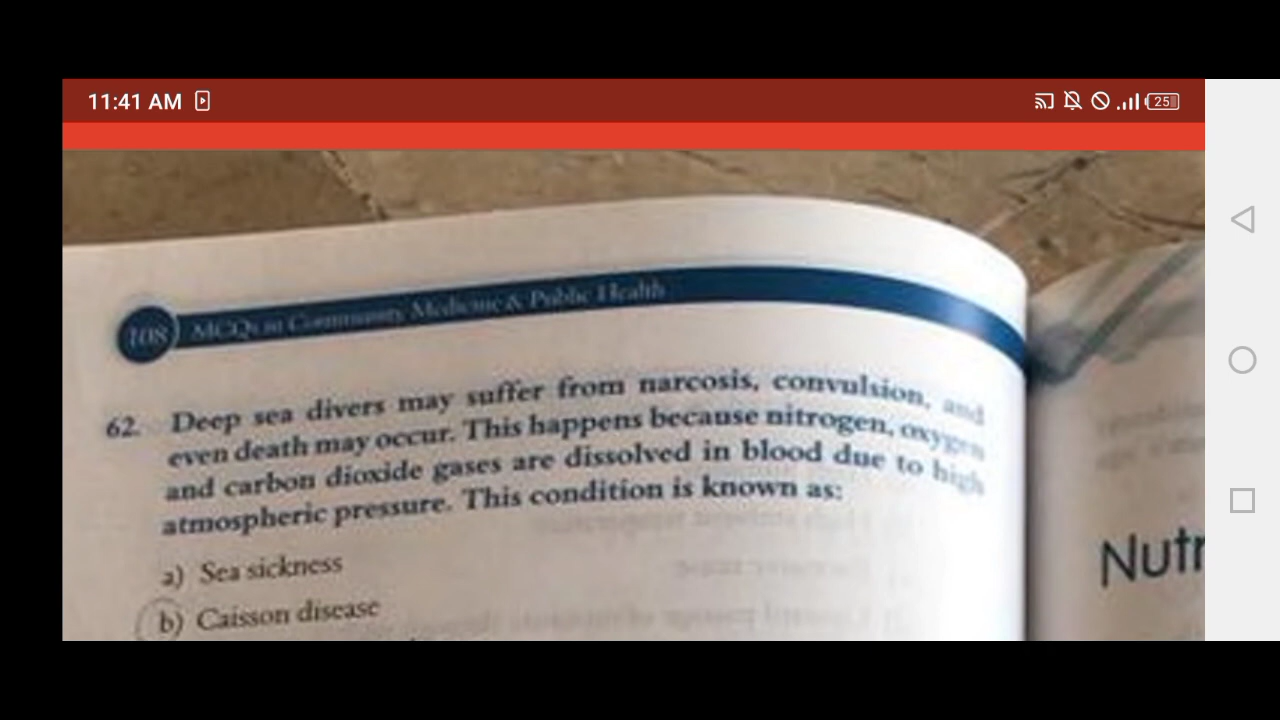 11:41 AM
25
108 MCQs in Community Medicine & Public Health
62. Deep sea divers may suffer from narcosis, convulsion, and
even death may occur. This happens because nitrogen, oxygen
and carbon dioxide gases are dissolved in blood due to high
atmospheric pressure. This condition is known as:
a) Sea sickness
b) Caisson disease
Nutr